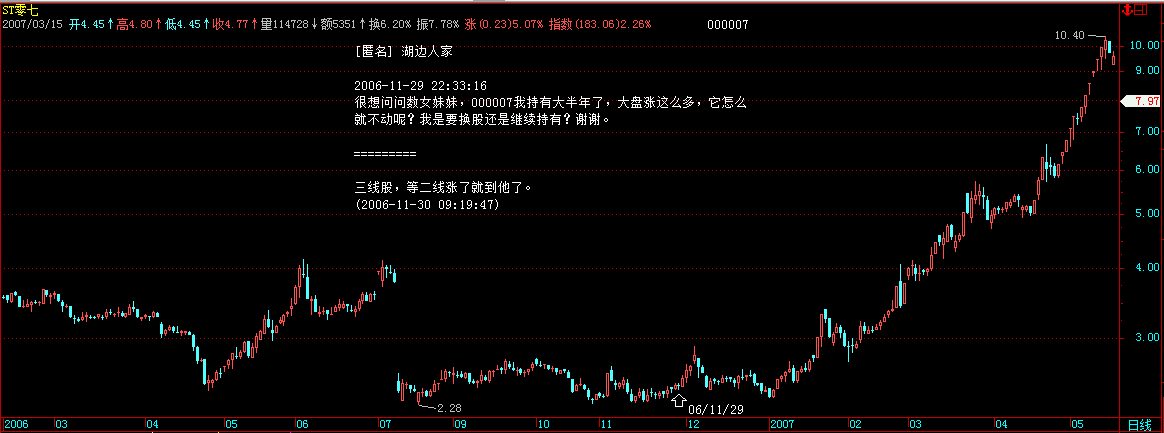 ST零七
2007/03/15 开4.45↑高4.80↑低4.45↑收4.77↑量114728↓额5351↑换6.20% 振7.78% 涨(0.23)5.07% 指数(183.06)2.26%
000007
[匿名] 湖边人家
2006-11-29 22:33:16
很想问问数女妹妹，000007我持有大半年了，大盘涨这么多，它怎么
就不动呢？我是要换股还是继续持有？谢谢。
=========
三线股，等二线涨了就到他了。
(2006-11-30 09:19:47)
10.40
10.00
9.00
7.97
7.00
6.00
5.00
4.00
3.00
2.28
06/11/29
2006 03 04 05 06 07 08 09 10 11 12 2007 02 03 04 05 日线